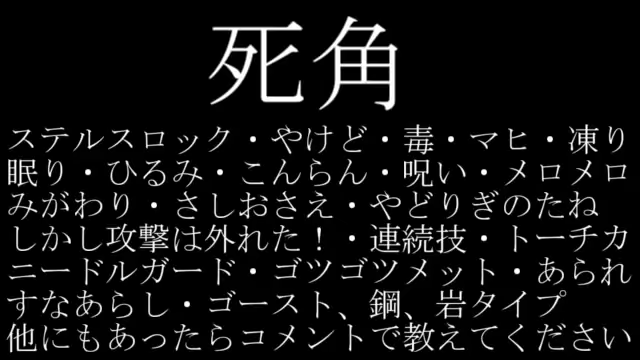 死角
ステルスロック・やけど・毒・マヒ・凍り
眠り・ひるみ・こんらん・呪い・メロメロ
みがわり・さしおさえ・やどりぎのたね
しかし攻撃は外れた！・連続技・トーチカ
ニードルガード・ゴツゴツメット・あられ
すなあらし・ゴースト、鋼、岩タイプ
他にもあったらコメントで教えてください